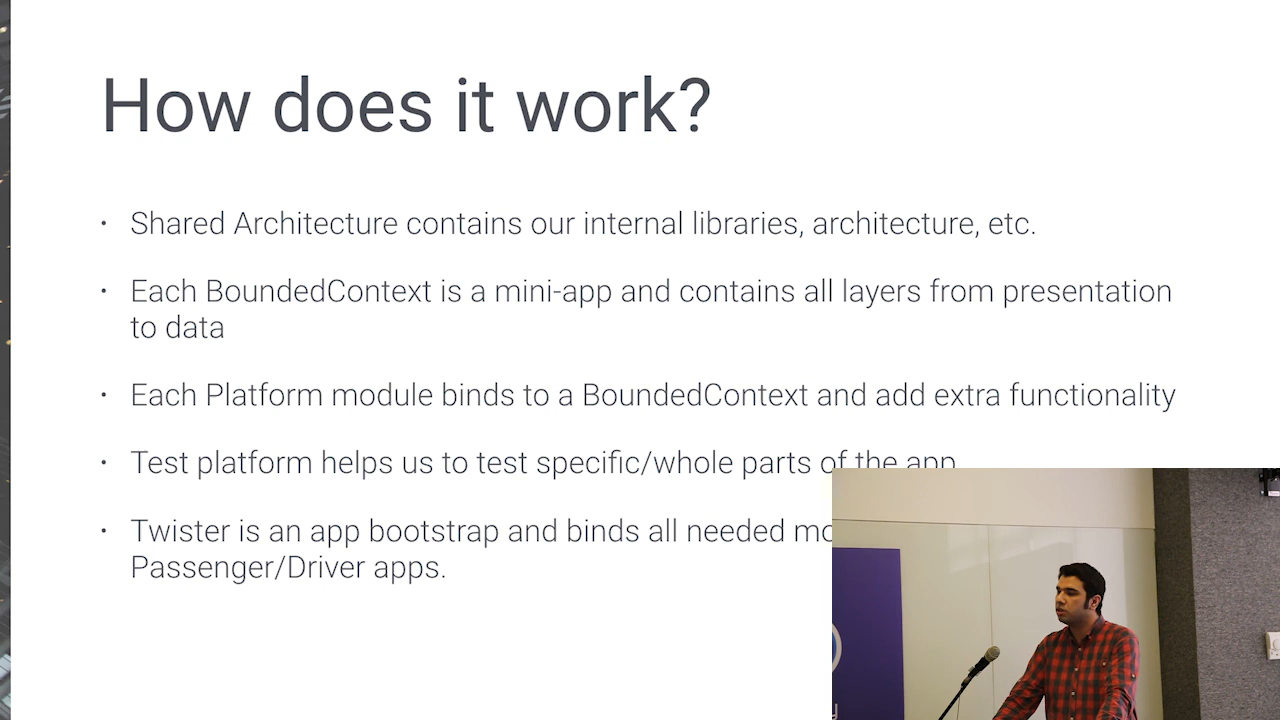 How does it work?
• Shared Architecture contains our internal libraries, architecture, etc.
• Each BoundedContext is a mini-app and contains all layers from presentation
to data
• Each Platform module binds to a BoundedContext and add extra functionality
• Test platform helps us to test specific/whole parts of the app
• Twister is an app bootstrap and binds all needed
Passenger/Driver apps.